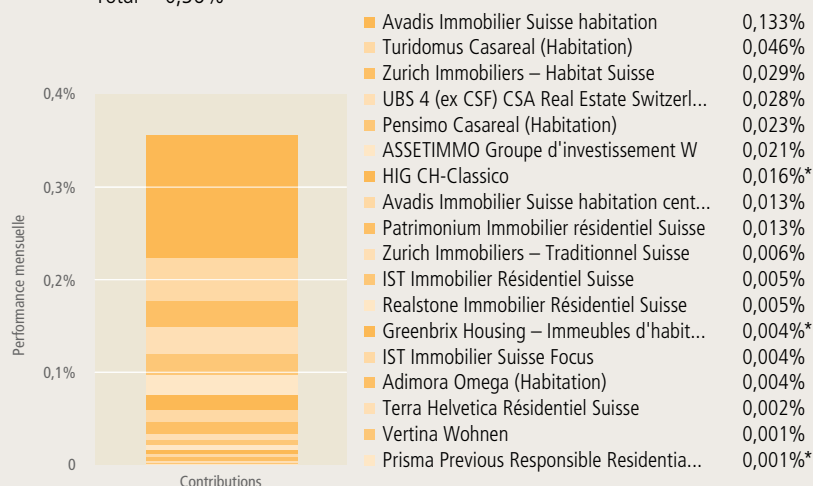 Avadis Immobilier Suisse habitation 0,133%
Turidomus Casareal (Habitation) 0,046%
Zurich Immobiliers – Habitat Suisse 0,029%
UBS 4 (ex CSF) CSA Real Estate Switzerl... 0,028%
Pensimo Casareal (Habitation) 0,023%
ASSETIMMO Groupe d'investissement W 0,021%
HIG CH-Classico 0,016%*
Avadis Immobilier Suisse habitation cent... 0,013%
Patrimonium Immobilier résidentiel Suisse 0,013%
Zurich Immobiliers – Traditionnel Suisse 0,006%
IST Immobilier Résidentiel Suisse 0,005%
Realstone Immobilier Résidentiel Suisse 0,005%
Greenbrix Housing – Immeubles d'habit... 0,004%*
IST Immobilier Suisse Focus 0,004%
Adimora Omega (Habitation) 0,004%
Terra Helvetica Résidentiel Suisse 0,002%
Vertina Wohnen 0,001%
Prisma Previous Responsible Residentia... 0,001%*
Performance mensuelle
0,4%
0,3%
0,2%
0,1%
0
Contributions